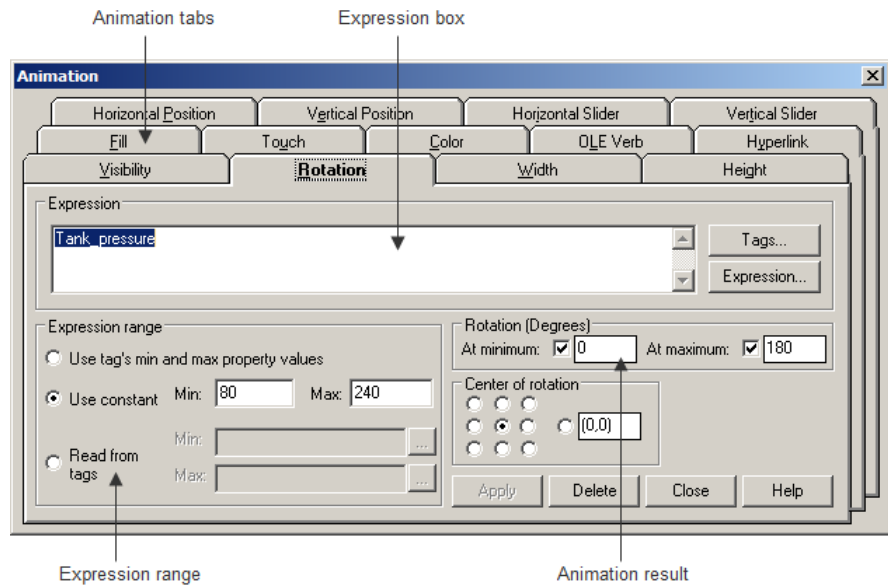 Animation tabs
Expression box
Animation
Horizontal Position
Vertical Position
Horizontal Slider
Vertical Slider
Fill
Touch
Color
OLE Verb
Hyperlink
Visibility
Rotation
Width
Height
Expression
Tank_pressure
Tags...
Expression...
Expression range
Use tag's min and max property values
Use constant Min: 80 Max: 240
Read from tags
Min: ...
Max: ...
Rotation (Degrees)
At minimum: 0 At maximum: 180
Center of rotation
(0,0)
Apply
Delete
Close
Help
Expression range
Animation result